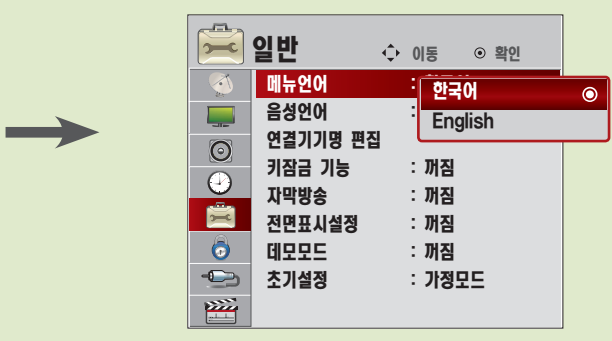 일반 이동 확인
메뉴언어 :
한국어
음성언어 :
English
연결기기명 편집
키잠금 기능 : 꺼짐
자막방송 : 꺼짐
전면표시설정 : 꺼짐
데모모드 : 꺼짐
초기설정 : 가정모드